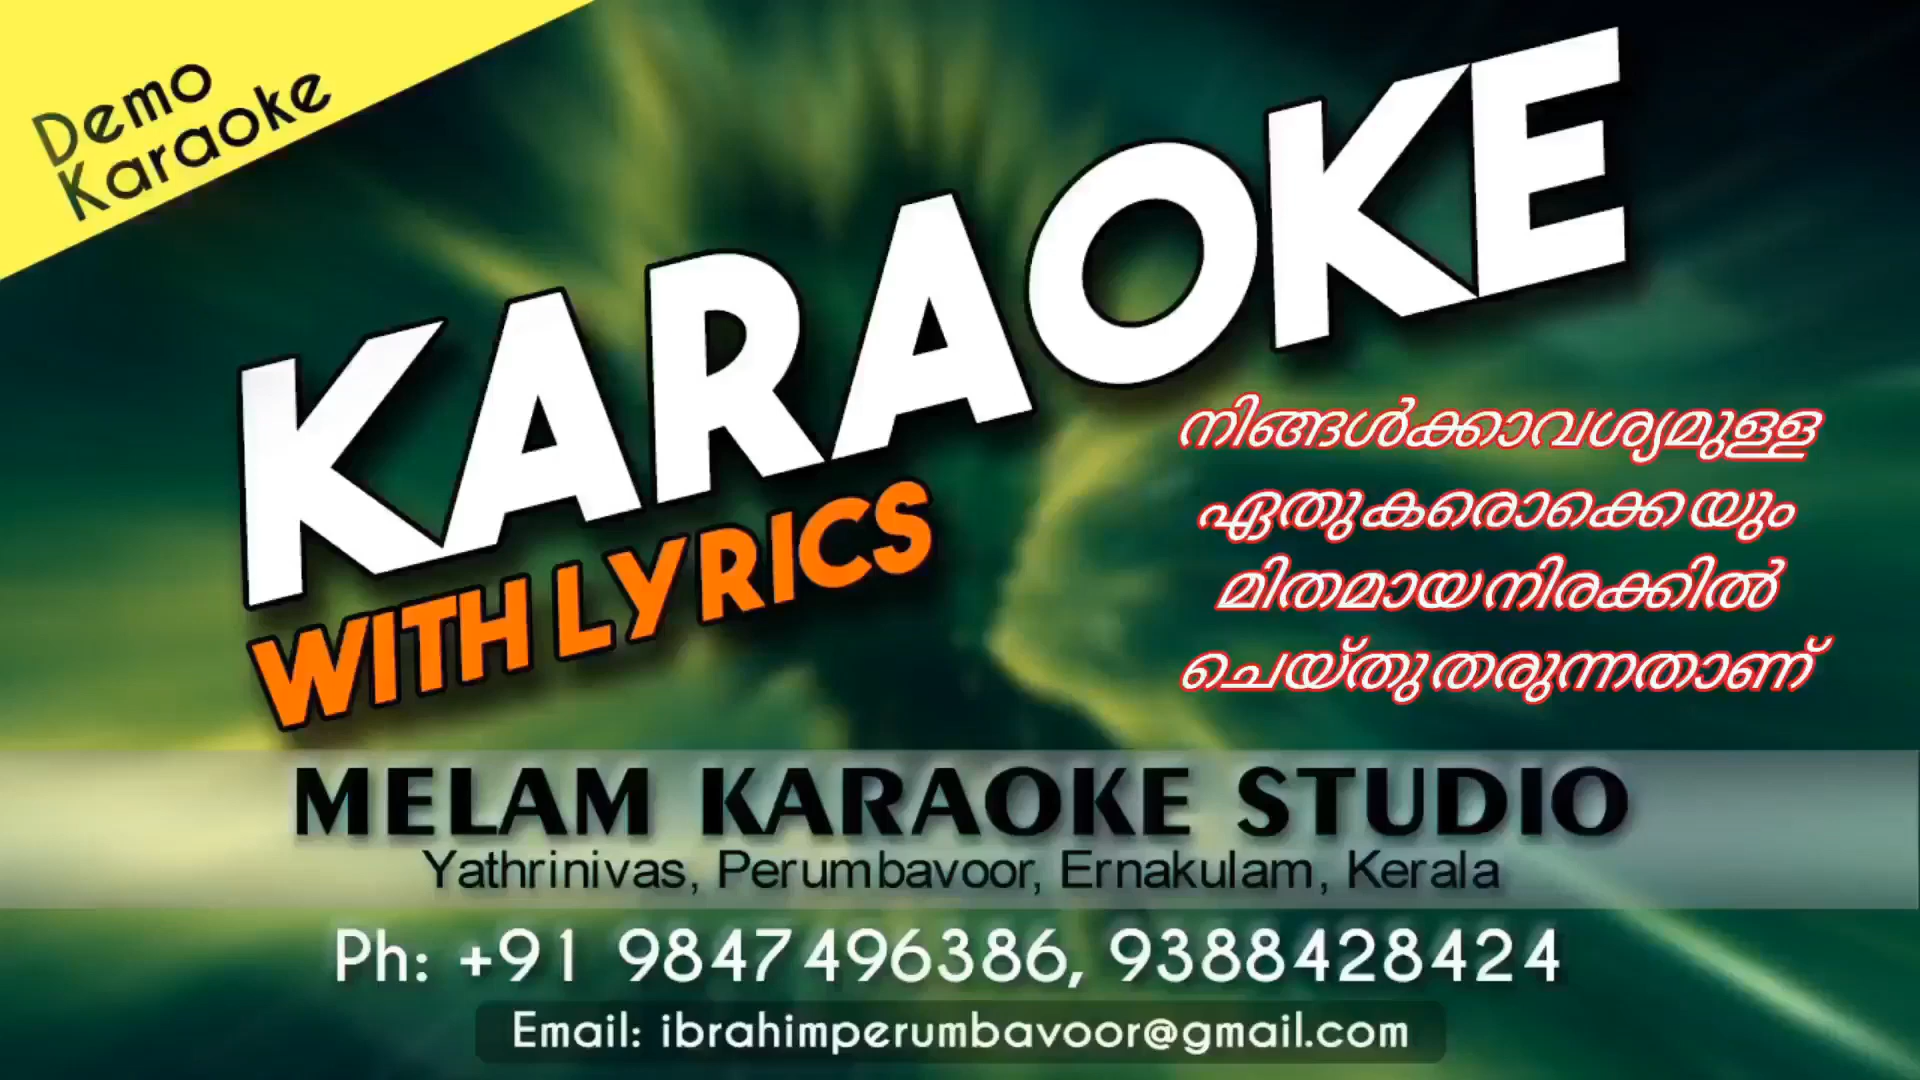 Demo
Karaoke
KARAOKE
WITH LYRICS
നിങ്ങൾക്കാവശ്യമുള്ള
ഏതു കരൊക്കെയും
മിതമായ നിരക്കിൽ
ചെയ്തു തരുന്നതാണ്
MELAM KARAOKE STUDIO
Yathrinivas, Perumbavoor, Ernakulam, Kerala
Ph: +91 9847496386, 9388428424
Email: ibrahimperumbavoor@gmail.com